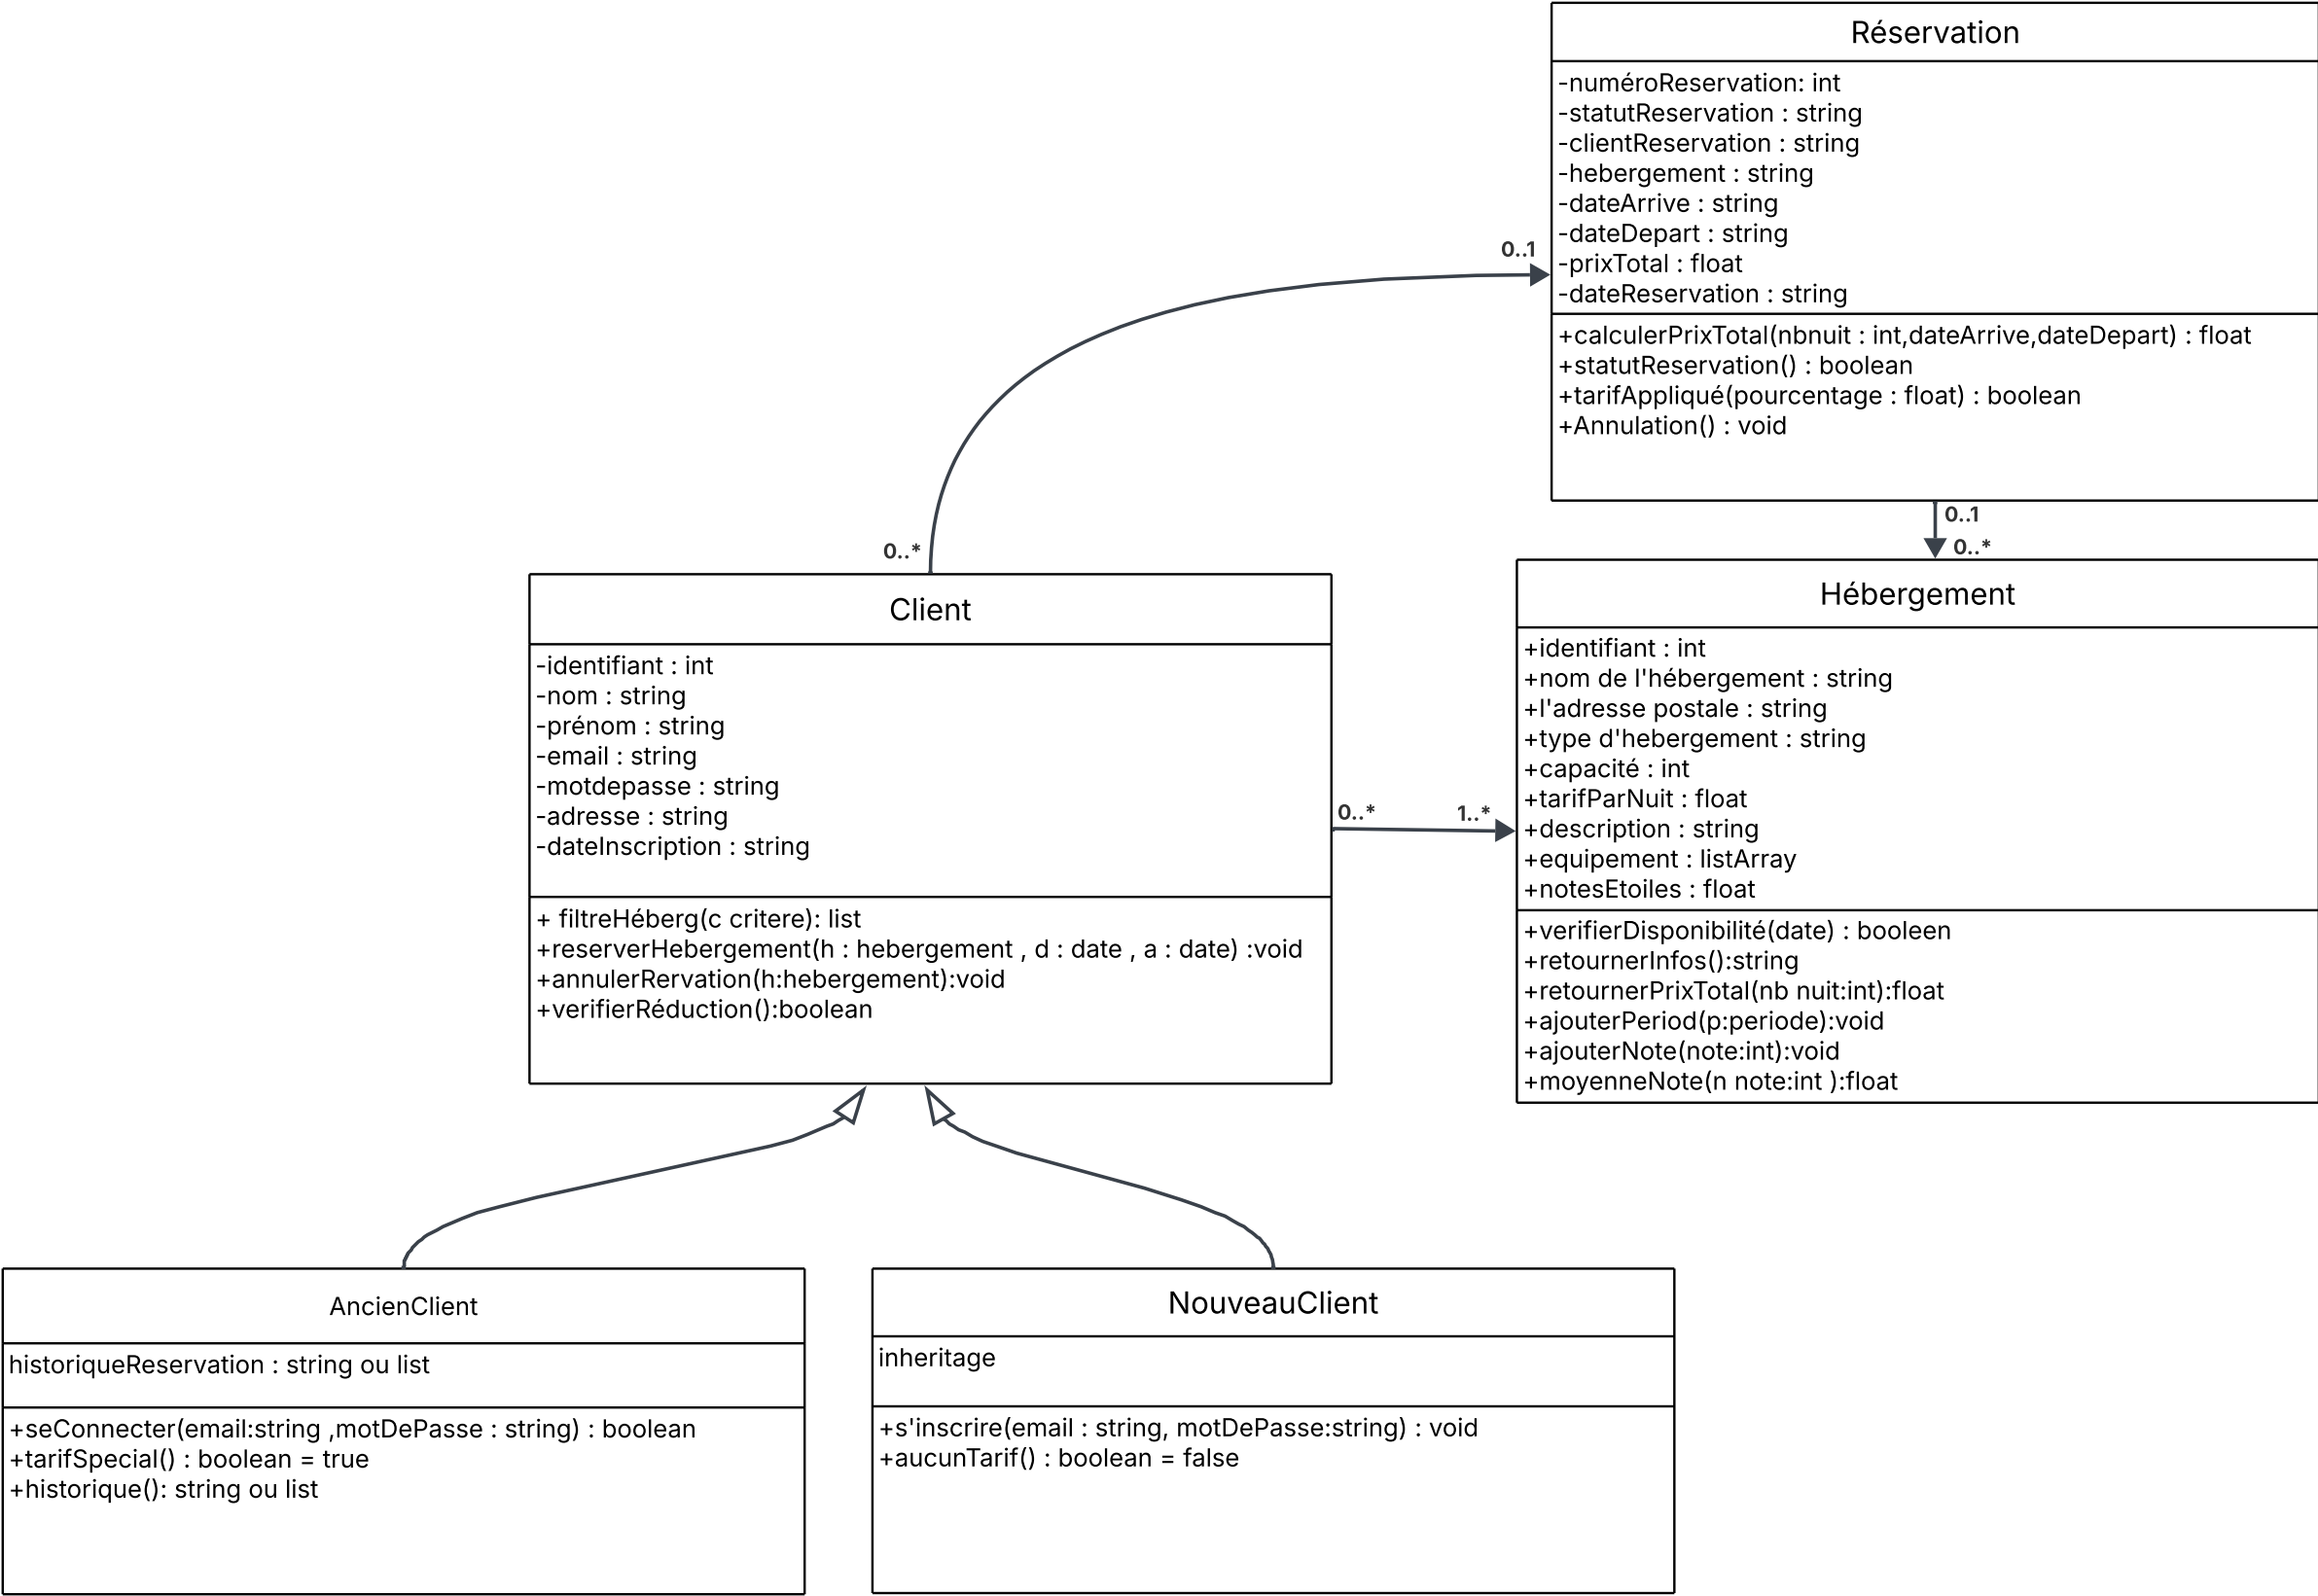 Réservation
-numéroReservation: int
-statutReservation : string
-clientReservation : string
-hebergement : string
-dateArrive : string
-dateDepart : string
-prixTotal : float
-dateReservation : string
+calculerPrixTotal(nbnuit : int,dateArrive,dateDepart) : float
+statutReservation() : boolean
+tarifAppliqué(pourcentage : float) : boolean
+Annulation() : void
0..1
0..*
0..1
0..*
Client
-identifiant : int
-nom : string
-prénom : string
-email : string
-motdepasse : string
-adresse : string
-dateInscription : string
+ filtreHéberg(c critere): list
+reserverHebergement(h : hebergement , d : date , a : date) :void
+annulerRervation(h:hebergement):void
+verifierRéduction():boolean
0..*
1..*
Hébergement
+identifiant : int
+nom de l'hébergement : string
+l'adresse postale : string
+type d'hebergement : string
+capacité : int
+tarifParNuit : float
+description : string
+equipement : listArray
+notesEtoiles : float
+verifierDisponibilité(date) : booleen
+retournerInfos():string
+retournerPrixTotal(nb nuit:int):float
+ajouterPeriod(p:periode):void
+ajouterNote(note:int):void
+moyenneNote(n note:int ):float
AncienClient
historiqueReservation : string ou list
+seConnecter(email:string ,motDePasse : string) : boolean
+tarifSpecial() : boolean = true
+historique(): string ou list
NouveauClient
inheritage
+s'inscrire(email : string, motDePasse:string) : void
+aucunTarif() : boolean = false